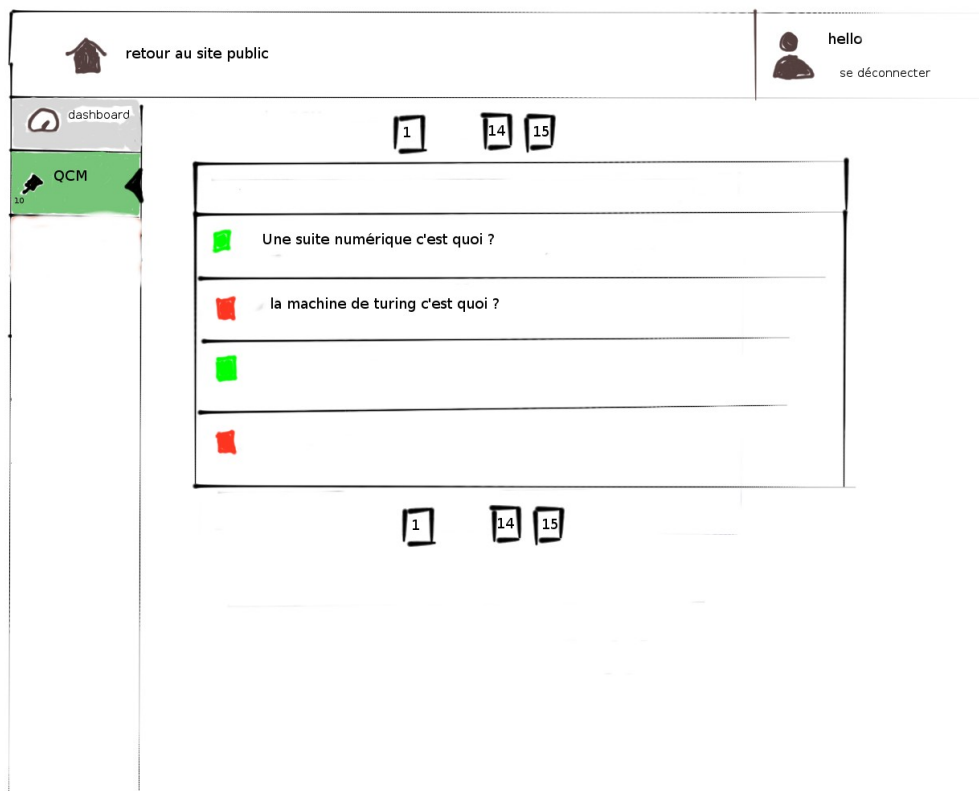 retour au site public
hello
se déconnecter
dashboard
QCM
10
1 14 15
Une suite numérique c'est quoi ?
la machine de turing c'est quoi ?
1 14 15